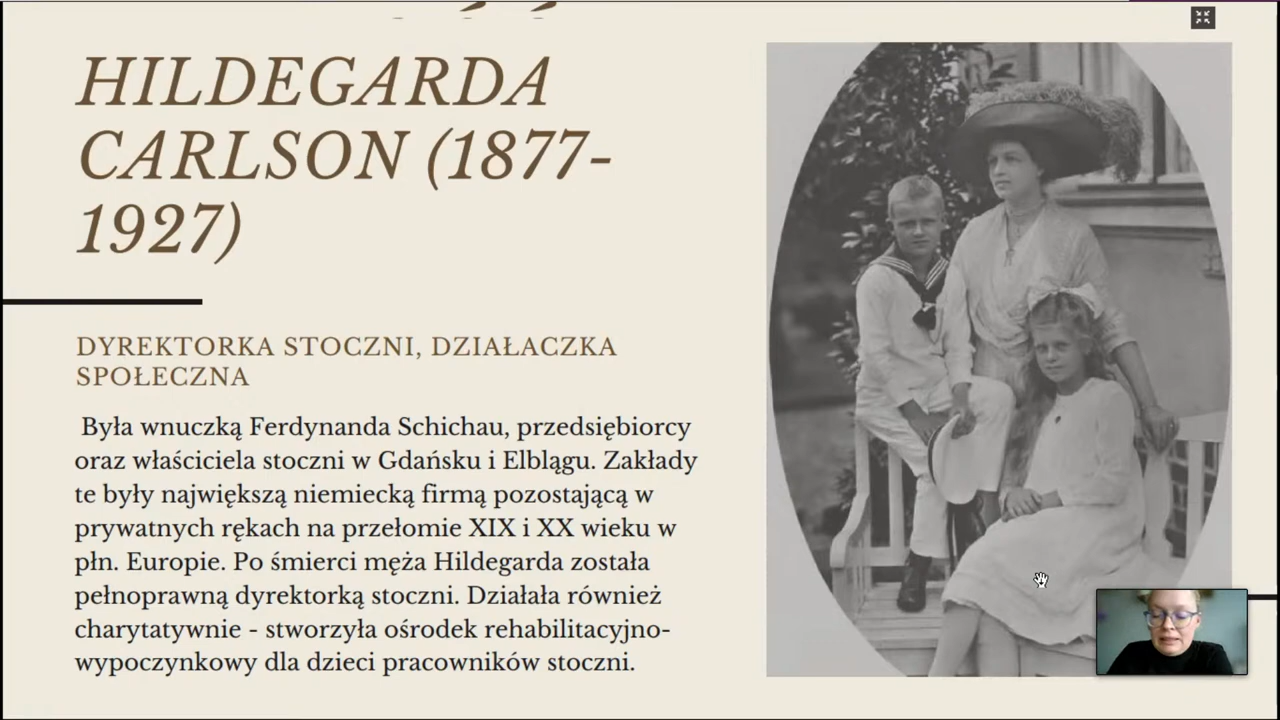 HILDEGARDA
CARLSON (1877-
1927)
DYREKTORKA STOCZNI, DZIAŁACZKA
SPOŁECZNA
Była wnuczką Ferdynanda Schichau, przedsiębiorcy
oraz właściciela stoczni w Gdańsku i Elblągu. Zakłady
te były największą niemiecką firmą pozostającą w
prywatnych rękach na przełomie XIX i XX wieku w
płn. Europie. Po śmierci męża Hildegarda została
pełnoprawną dyrektorką stoczni. Działała również
charytatywnie - stworzyła ośrodek rehabilitacyjno-
wypoczynkowy dla dzieci pracowników stoczni.